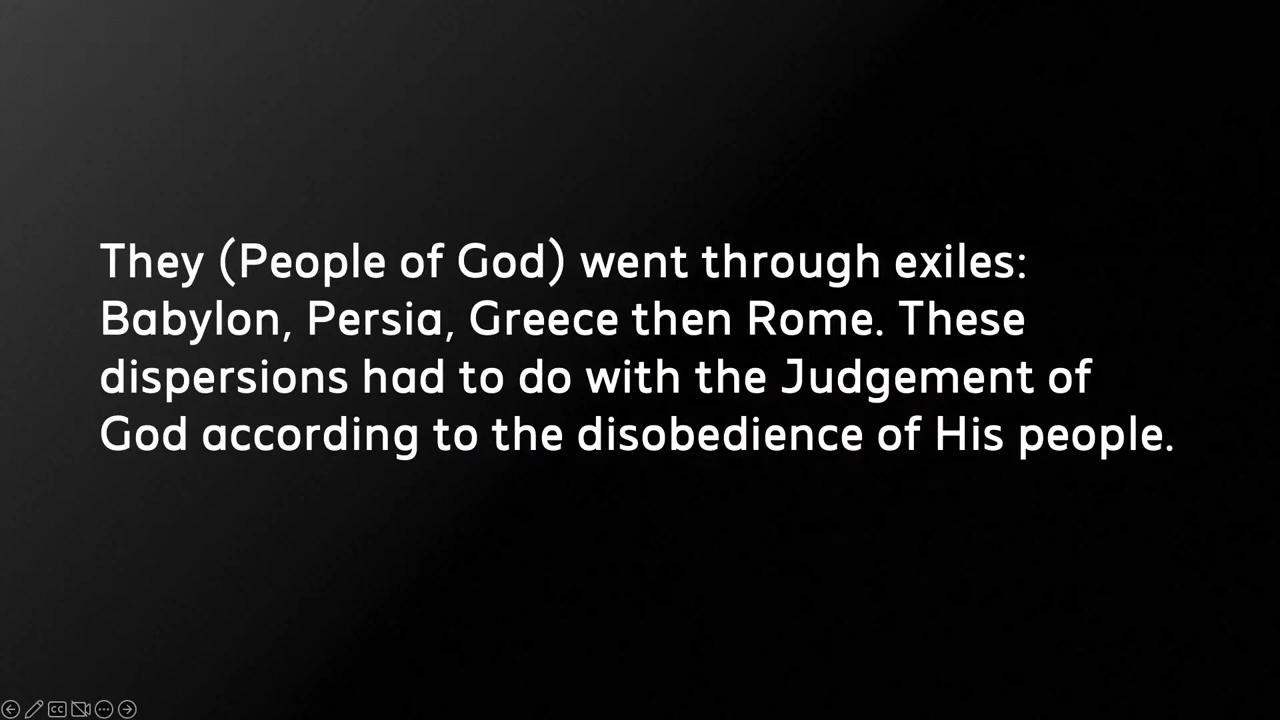 They (People of God) went through exiles:
Babylon, Persia, Greece then Rome. These
dispersions had to do with the Judgement of
God according to the disobedience of His people.
CC